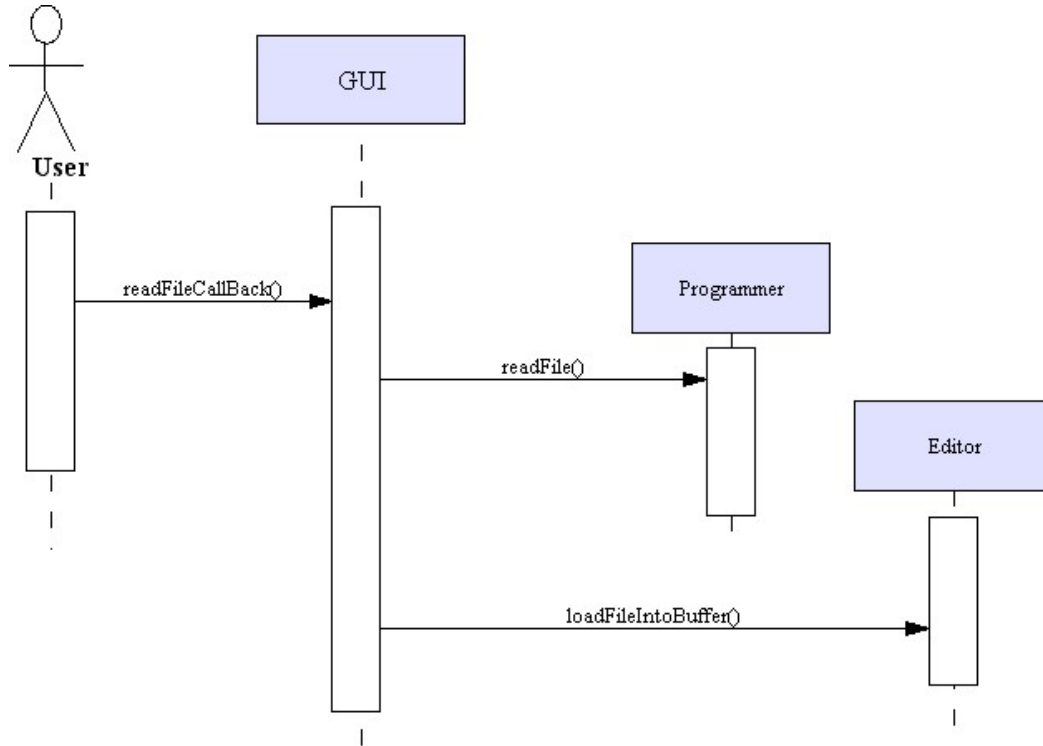 GUI
User
readFileCallBack()
Programmer
readFile()
Editor
loadFileIntoBuffer()